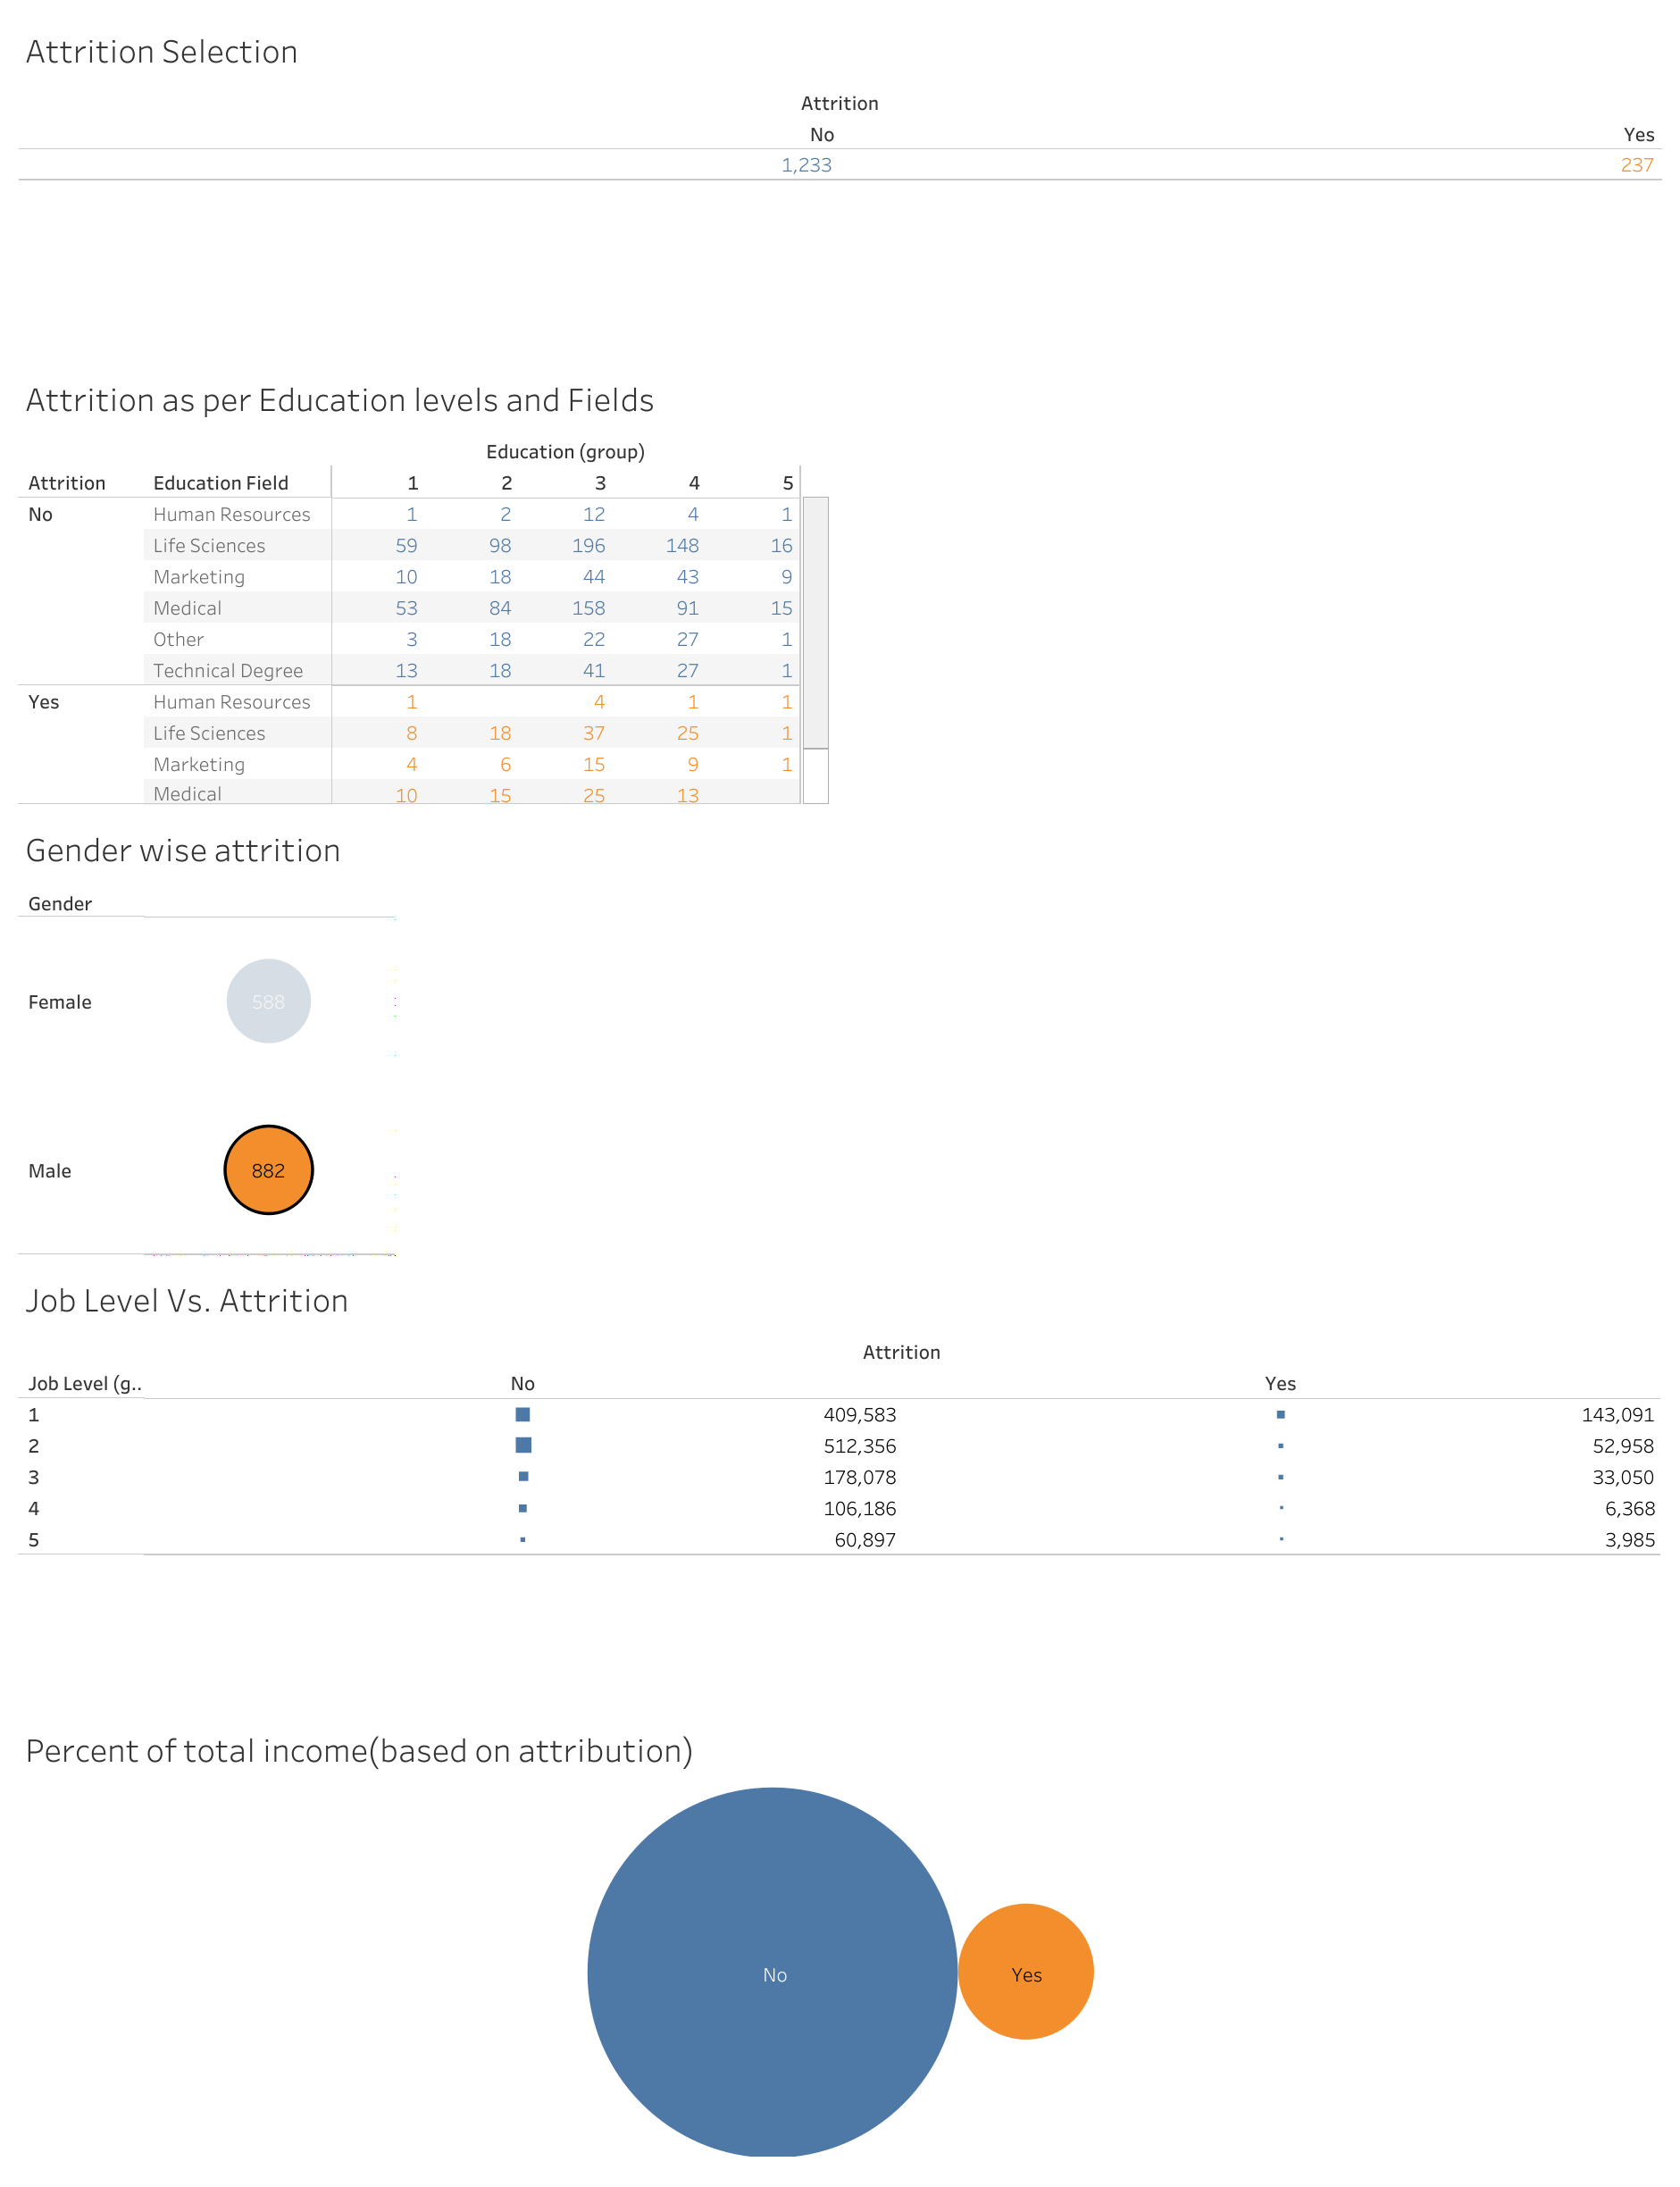 Attrition Selection
Attrition
No Yes
1,233 237
Attrition as per Education levels and Fields
Education (group)
Attrition Education Field 1 2 3 4 5
No Human Resources 1 2 12 4 1
Life Sciences 59 98 196 148 16
Marketing 10 18 44 43 9
Medical 53 84 158 91 15
Other 3 18 22 27 1
Technical Degree 13 18 41 27 1
Yes Human Resources 1 4 1 1
Life Sciences 8 18 37 25 1
Marketing 4 6 15 9 1
Medical 10 15 25 13
Gender wise attrition
Gender
Female 588
Male 882
Job Level Vs. Attrition
Attrition
Job Level (g.. No Yes
1 409,583 143,091
2 512,356 52,958
3 178,078 33,050
4 106,186 6,368
5 60,897 3,985
Percent of total income(based on attribution)
No Yes